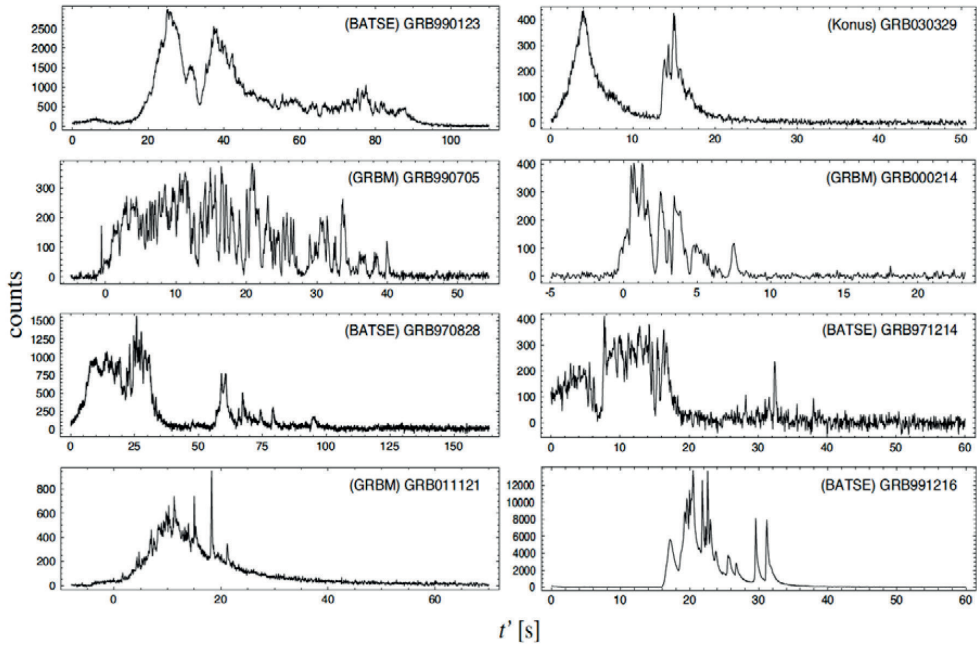 (BATSE) GRB990123
3000
2500
2000
1500
1000
500
0
0 20 40 60 80 100
(Konus) GRB030329
400
300
200
100
0
0 10 20 30 40 50
(GRBM) GRB990705
300
200
100
0
0 10 20 30 40 50
(GRBM) GRB000214
400
300
200
100
0
-5 0 5 10 15 20
counts
(BATSE) GRB970828
1500
1250
1000
750
500
250
0
0 25 50 75 100 125 150
(BATSE) GRB971214
400
300
200
100
0
0 10 20 30 40 50 60
(GRBM) GRB011121
800
600
400
200
0
0 20 40 60
(BATSE) GRB991216
12000
10000
8000
6000
4000
2000
0
0 10 20 30 40 50 60
t' [s]